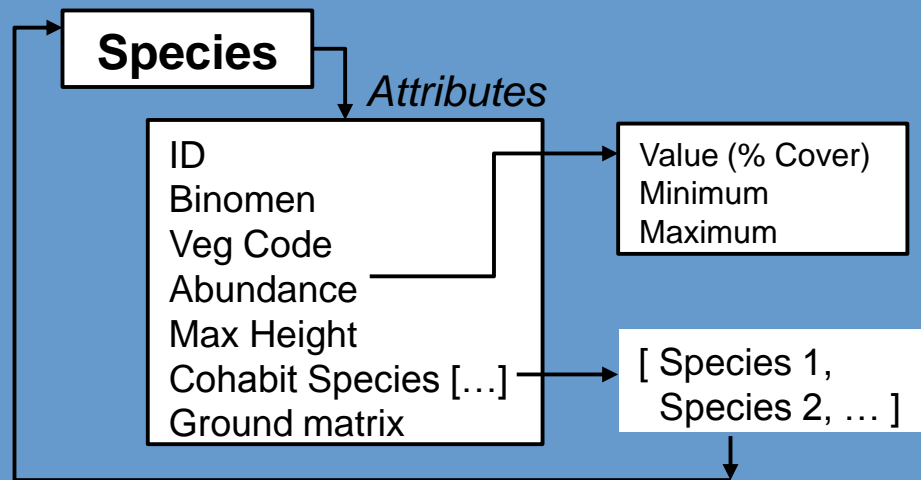 Species
Attributes
ID
Binomen
Veg Code
Abundance
Max Height
Cohabit Species […]
Ground matrix
Value (% Cover)
Minimum
Maximum
[ Species 1,
Species 2, … ]